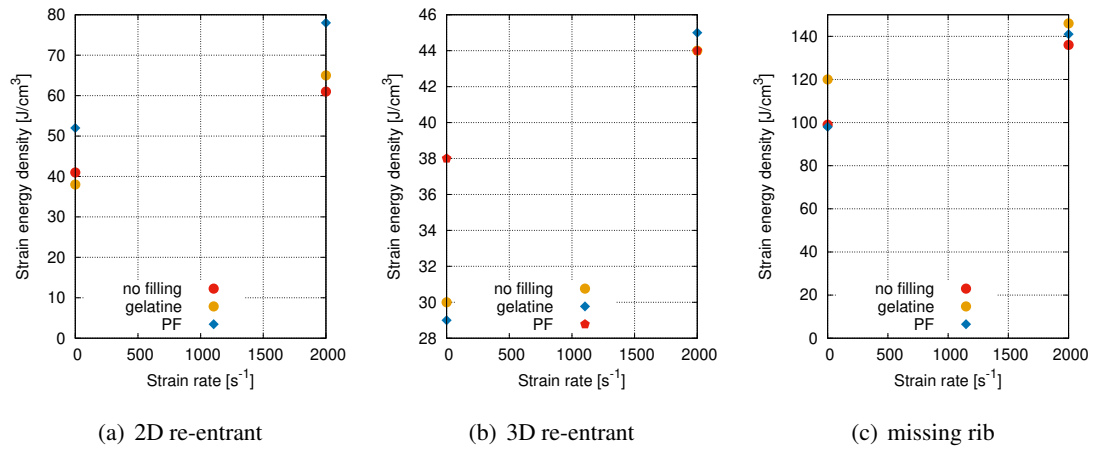 80
70
60
50
40
30
20
10
0
Strain energy density [J/cm³]
no filling
gelatine
PF
0 500 1000 1500 2000
Strain rate [s⁻¹]
(a) 2D re-entrant
46
44
42
40
38
36
34
32
30
28
Strain energy density [J/cm³]
no filling
gelatine
PF
0 500 1000 1500 2000
Strain rate [s⁻¹]
(b) 3D re-entrant
140
120
100
80
60
40
20
0
Strain energy density [J/cm³]
no filling
gelatine
PF
0 500 1000 1500 2000
Strain rate [s⁻¹]
(c) missing rib